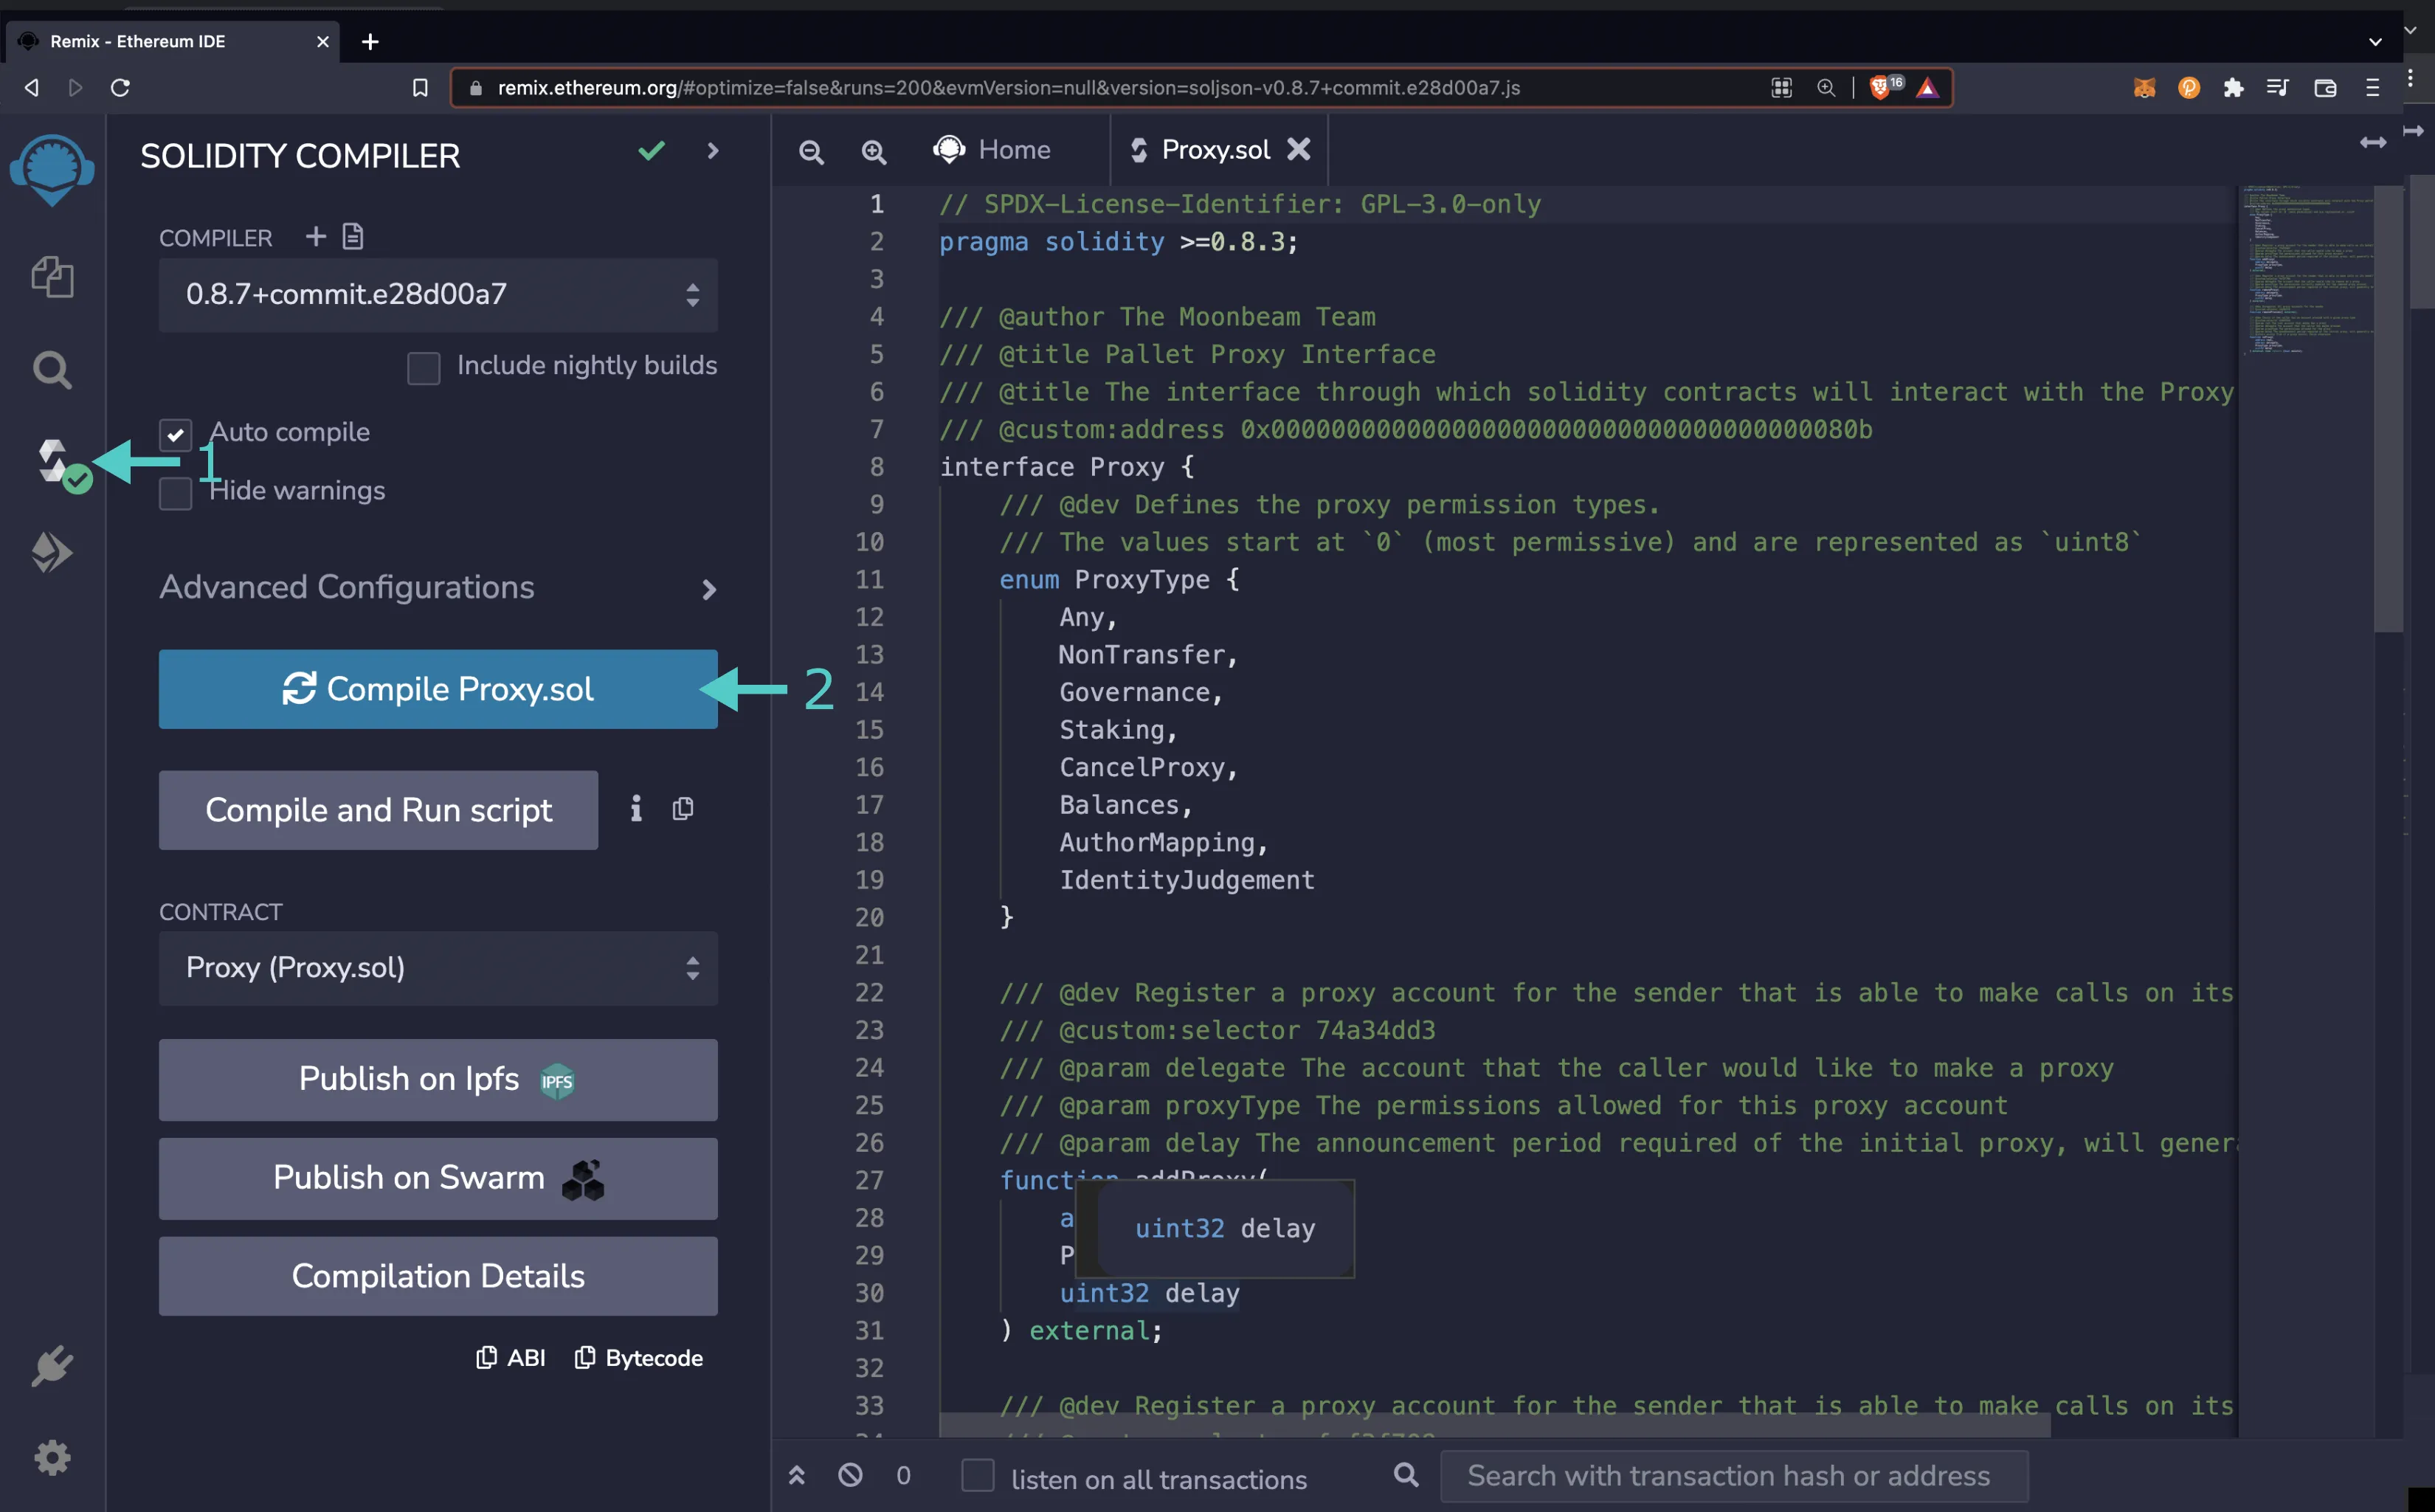 Remix - Ethereum IDE
remix.ethereum.org/#optimize=false&runs=200&evmVersion=null&version=soljson-v0.8.7+commit.e28d00a7.js
16
SOLIDITY COMPILER
COMPILER
0.8.7+commit.e28d00a7
Include nightly builds
Auto compile
1
Hide warnings
Advanced Configurations
Compile Proxy.sol
2
Compile and Run script
CONTRACT
Proxy (Proxy.sol)
Publish on Ipfs IPFS
Publish on Swarm
Compilation Details
ABI Bytecode
Home Proxy.sol
1 // SPDX-License-Identifier: GPL-3.0-only
2 pragma solidity >=0.8.3;
3
4 /// @author The Moonbeam Team
5 /// @title Pallet Proxy Interface
6 /// @title The interface through which solidity contracts will interact with the Proxy
7 /// @custom:address 0x000000000000000000000000000000000000080b
8 interface Proxy {
9 /// @dev Defines the proxy permission types.
10 /// The values start at `0` (most permissive) and are represented as `uint8`
11 enum ProxyType {
12 Any,
13 NonTransfer,
14 Governance,
15 Staking,
16 CancelProxy,
17 Balances,
18 AuthorMapping,
19 IdentityJudgement
20 }
21
22 /// @dev Register a proxy account for the sender that is able to make calls on its
23 /// @custom:selector 74a34dd3
24 /// @param delegate The account that the caller would like to make a proxy
25 /// @param proxyType The permissions allowed for this proxy account
26 /// @param delay The announcement period required of the initial proxy, will gener
27 function addProxy(
28 a
uint32 delay
29 P
30 uint32 delay
31 ) external;
32
33 /// @dev Register a proxy account for the sender that is able to make calls on its
0 listen on all transactions Search with transaction hash or address